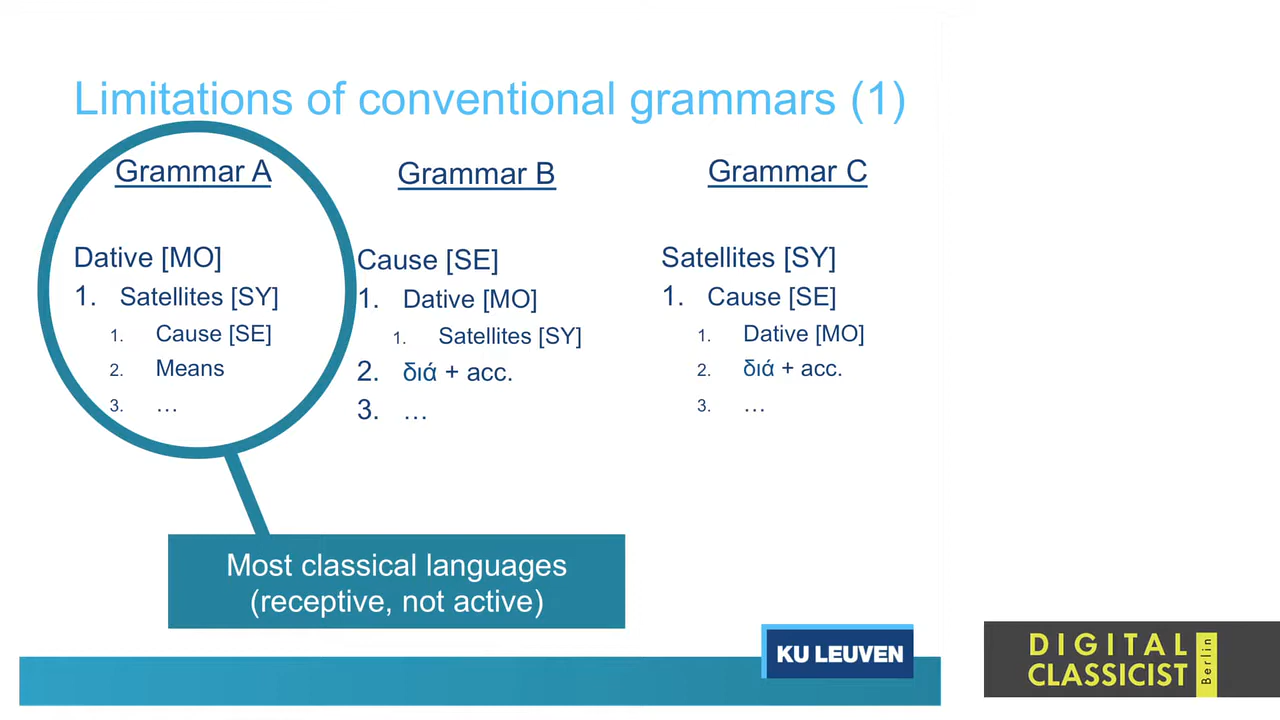 Limitations of conventional grammars (1)
Grammar A
Dative [MO]
1. Satellites [SY]
1. Cause [SE]
2. Means
3. …
Grammar B
Cause [SE]
1. Dative [MO]
1. Satellites [SY]
2. διά + acc.
3. …
Grammar C
Satellites [SY]
1. Cause [SE]
1. Dative [MO]
2. διά + acc.
3. …
Most classical languages
(receptive, not active)
KU LEUVEN
DIGITAL
CLASSICIST
Berlin